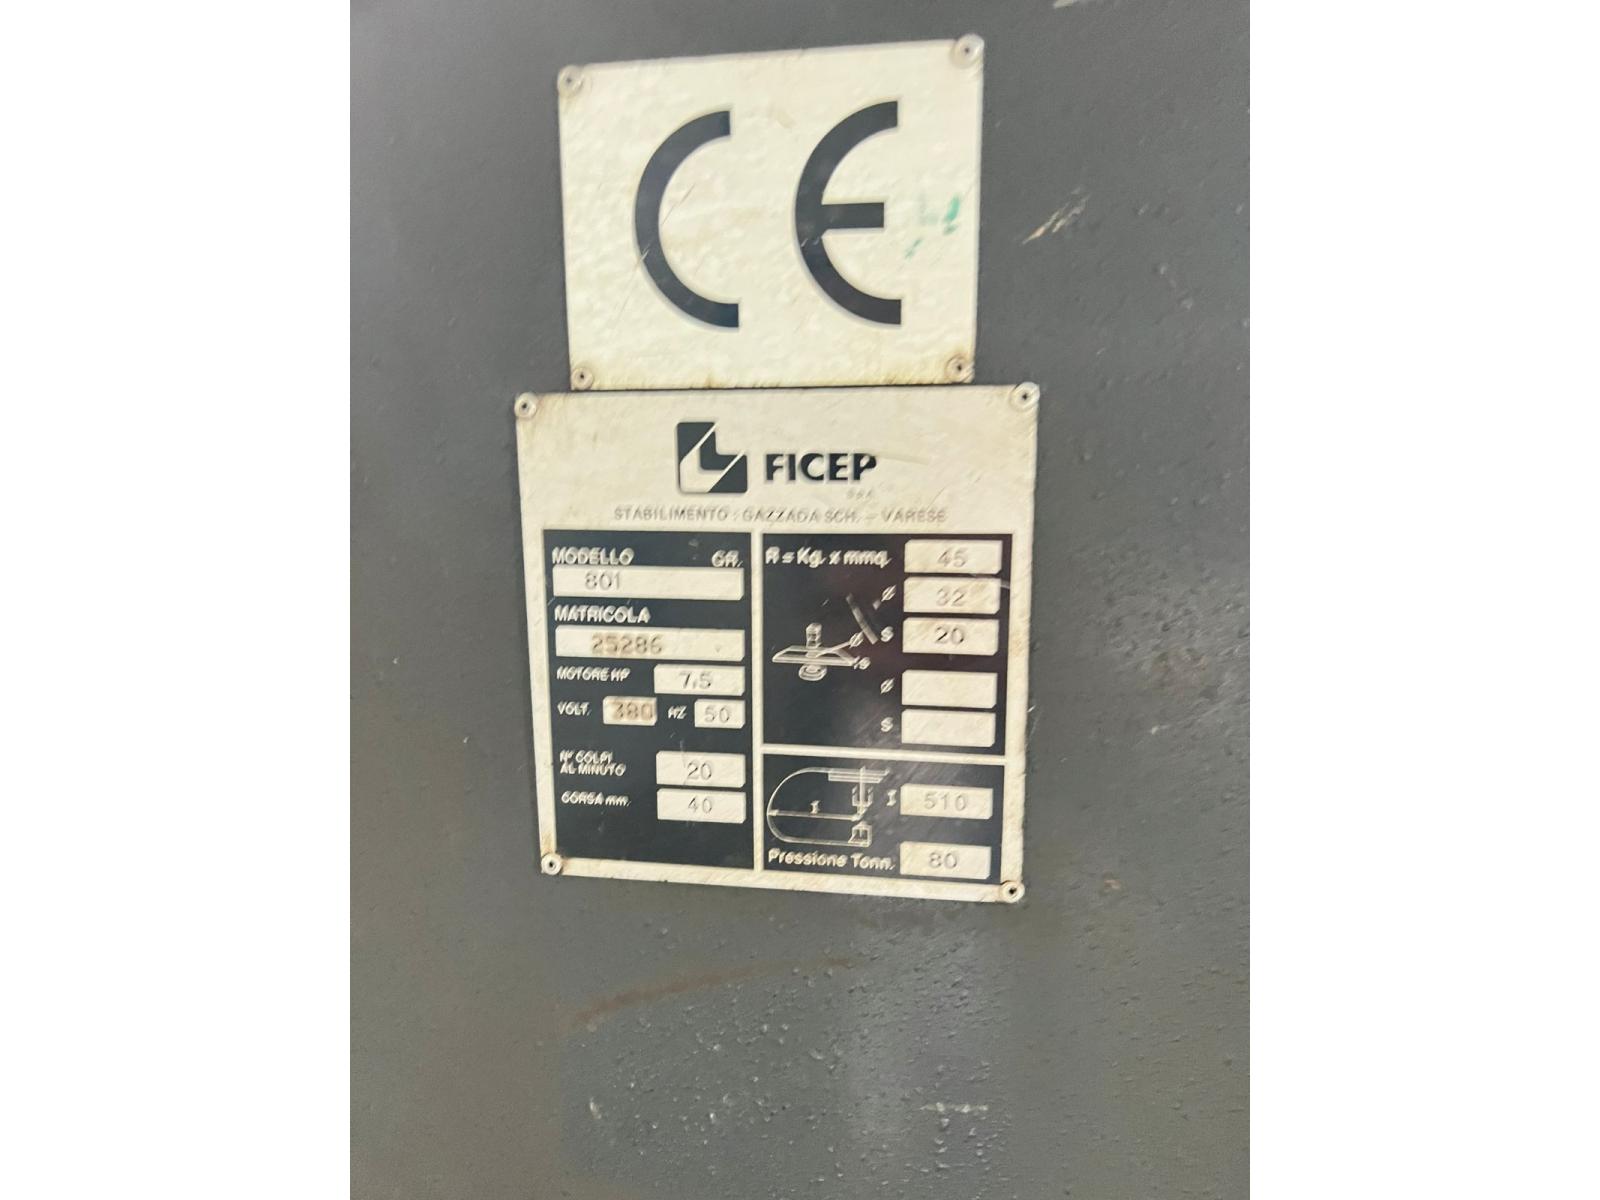 CE
FICEP
S.P.A.
STABILIMENTO : GAZZADA SCH. - VARESE
MODELLO GR.
801
MATRICOLA
25286
MOTORE HP 7,5
VOLT. 380 HZ 50
N° COLPI
AL MINUTO 20
CORSA mm. 40
R = Kg. x mmq. 45
ø 32
S 20
ø
S
ø
S
I
I 510
Pressione Tonn. 80